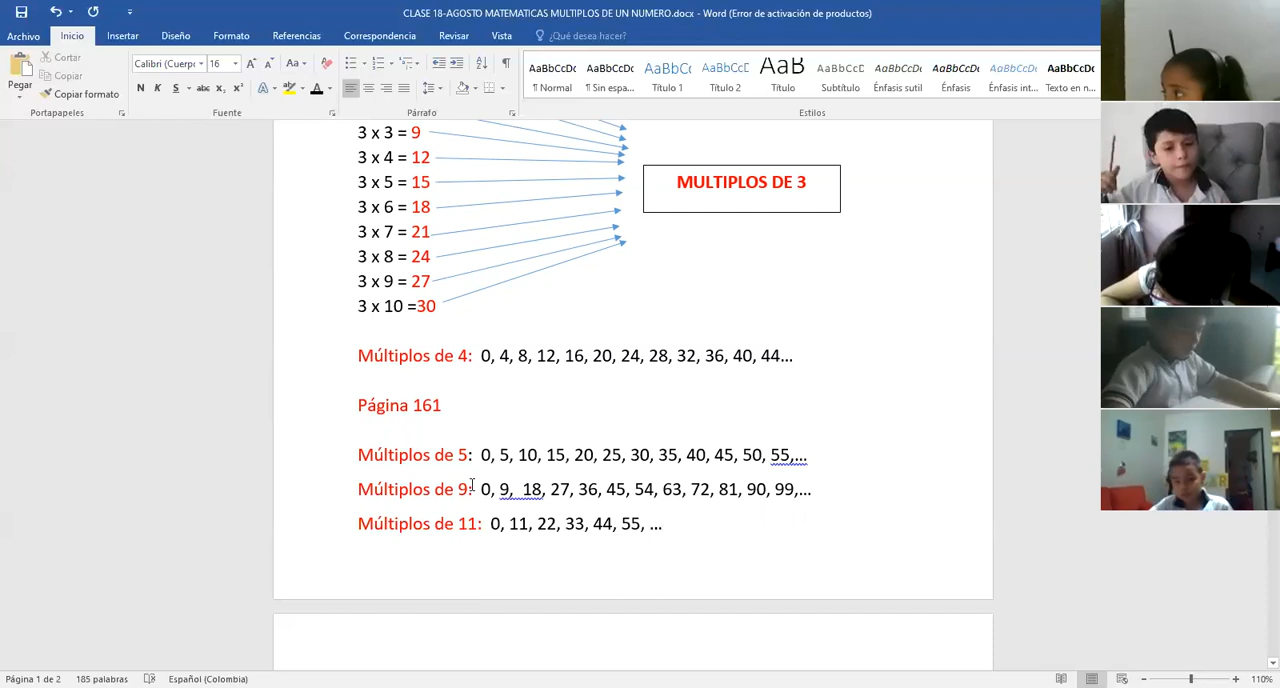 CLASE 18-AGOSTO MATEMATICAS MULTIPLOS DE UN NUMERO.docx - Word (Error de activación de productos)
Archivo Inicio Insertar Diseño Formato Referencias Correspondencia Revisar Vista ¿Qué desea hacer?
Pegar Cortar
Copiar
Copiar formato
Calibri (Cuerpo 16 Aa
N K S abc x₂ x² A A
AaBbCcDc AaBbCcDc AaBbCc AaBbCcD AaB AaBbCcD AaBbCcDc AaBbCcDc AaBbCcDc AaBbCcDc
¶ Normal ¶ Sin espa... Título 1 Título 2 Título Subtítulo Énfasis sutil Énfasis Énfasis int... Texto en n...
Portapapeles Fuente Párrafo Estilos
3 x 3 = 9
3 x 4 = 12
3 x 5 = 15
3 x 6 = 18
3 x 7 = 21
3 x 8 = 24
3 x 9 = 27
3 x 10 =30
MULTIPLOS DE 3
Múltiplos de 4: 0, 4, 8, 12, 16, 20, 24, 28, 32, 36, 40, 44...
Página 161
Múltiplos de 5: 0, 5, 10, 15, 20, 25, 30, 35, 40, 45, 50, 55,...
Múltiplos de 9: 0, 9, 18, 27, 36, 45, 54, 63, 72, 81, 90, 99,...
Múltiplos de 11: 0, 11, 22, 33, 44, 55, ...
Página 1 de 2 185 palabras Español (Colombia) 110%